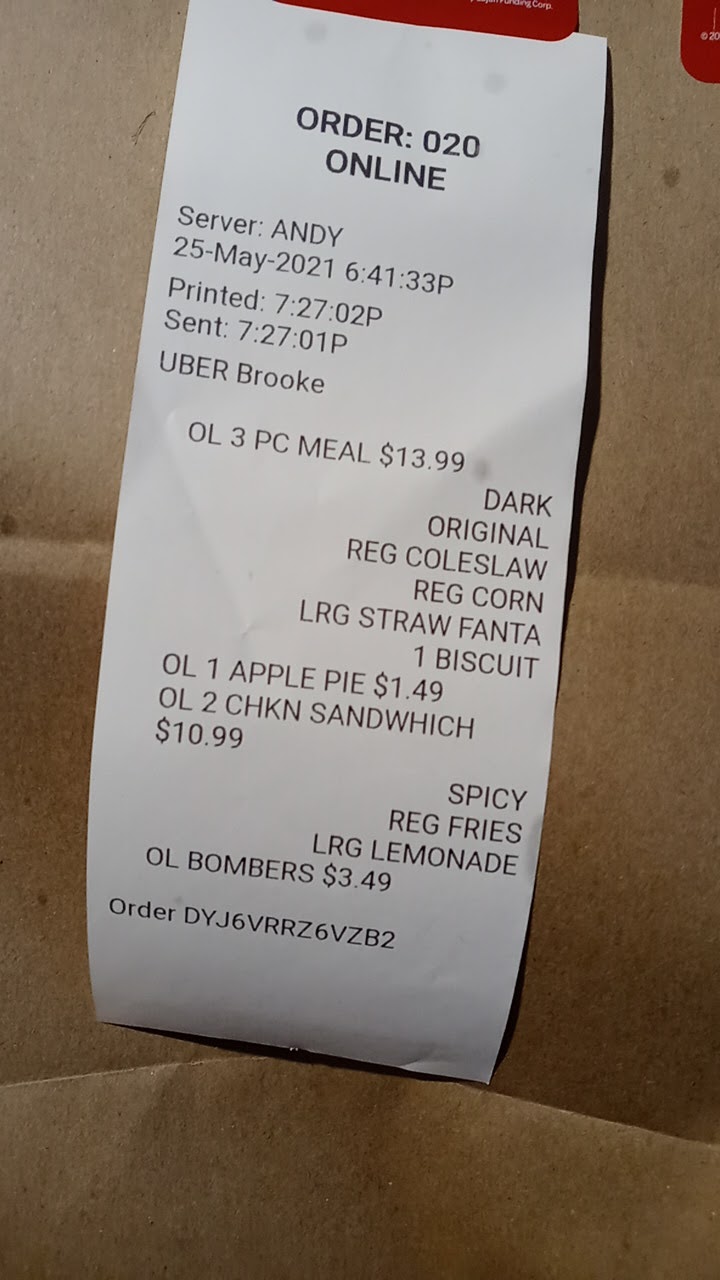 Funding Corp.
© 20
ORDER: 020
ONLINE
Server: ANDY
25-May-2021 6:41:33P
Printed: 7:27:02P
Sent: 7:27:01P
UBER Brooke
OL 3 PC MEAL $13.99
DARK
ORIGINAL
REG COLESLAW
REG CORN
LRG STRAW FANTA
1 BISCUIT
OL 1 APPLE PIE $1.49
OL 2 CHKN SANDWHICH
$10.99
SPICY
REG FRIES
LRG LEMONADE
OL BOMBERS $3.49
Order DYJ6VRRZ6VZB2